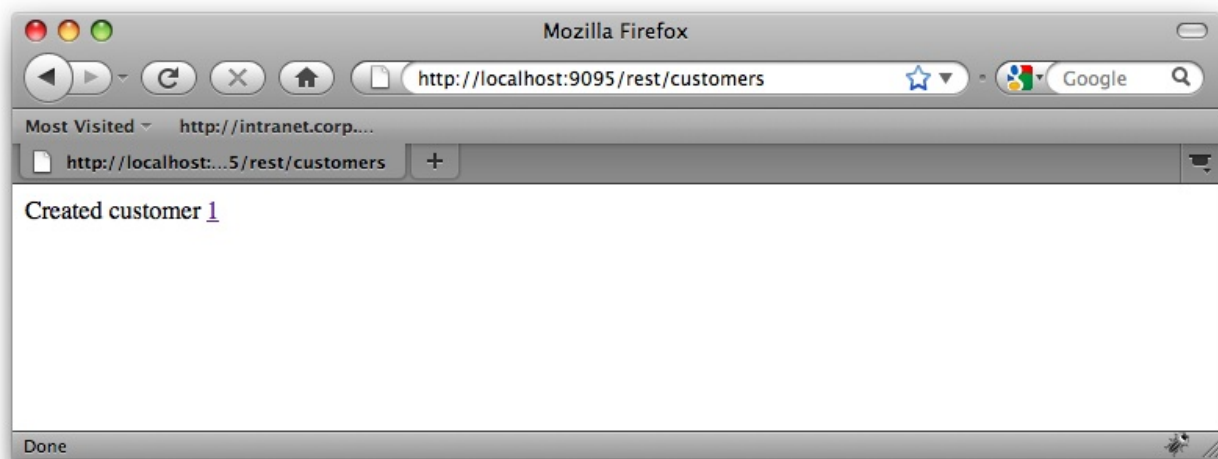 Mozilla Firefox
http://localhost:9095/rest/customers
Google
Most Visited
http://intranet.corp....
http://localhost:...5/rest/customers
+
Created customer 1
Done